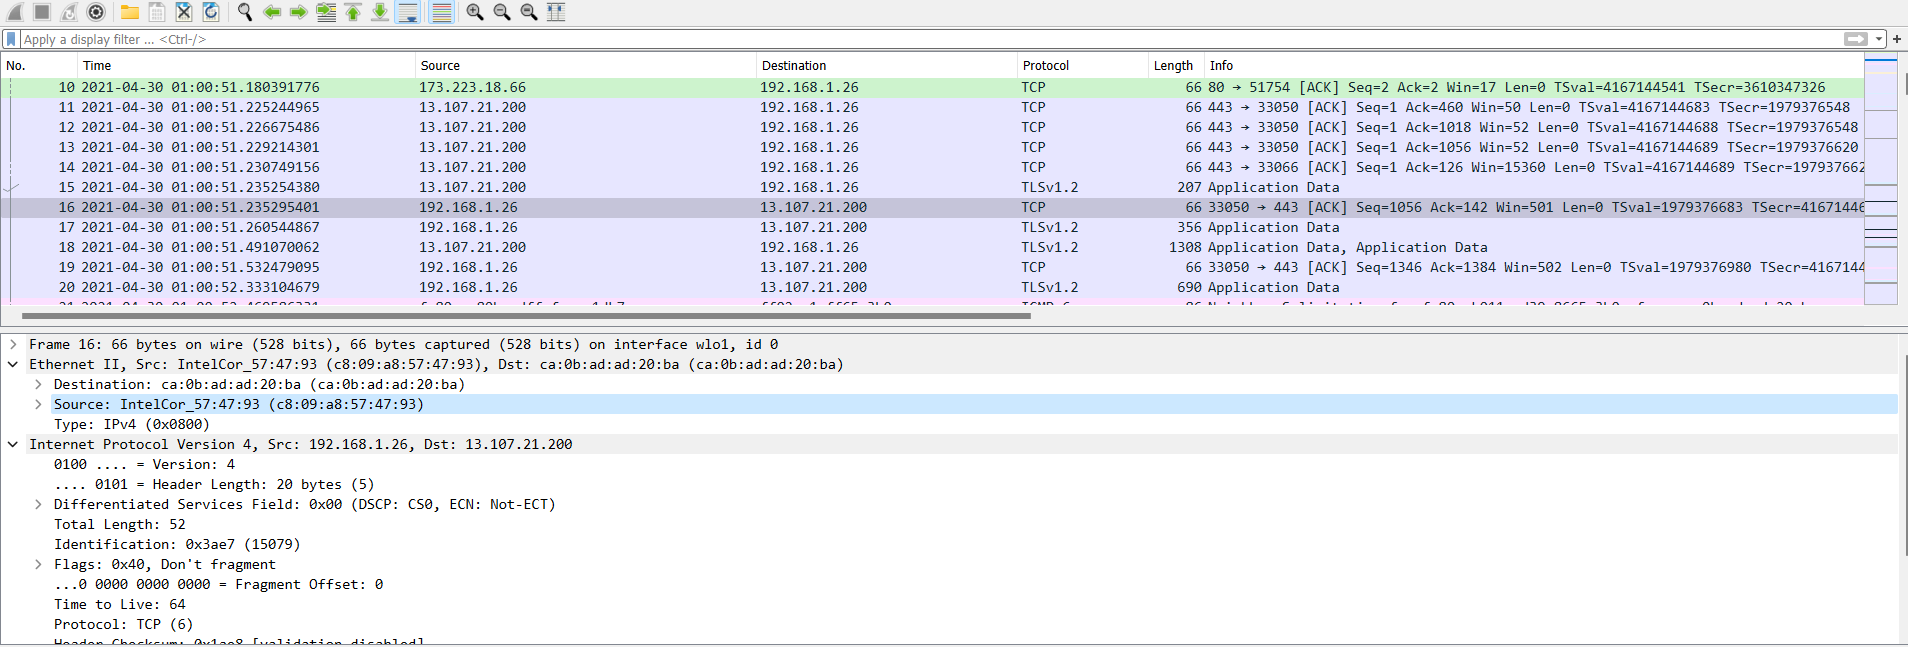 Apply a display filter ... <Ctrl-/>
No. Time Source Destination Protocol Length Info
10 2021-04-30 01:00:51.180391776 173.223.18.66 192.168.1.26 TCP 66 80 → 51754 [ACK] Seq=2 Ack=2 Win=17 Len=0 TSval=4167144541 TSecr=3610347326
11 2021-04-30 01:00:51.225244965 13.107.21.200 192.168.1.26 TCP 66 443 → 33050 [ACK] Seq=1 Ack=460 Win=50 Len=0 TSval=4167144683 TSecr=1979376548
12 2021-04-30 01:00:51.226675486 13.107.21.200 192.168.1.26 TCP 66 443 → 33050 [ACK] Seq=1 Ack=1018 Win=52 Len=0 TSval=4167144688 TSecr=1979376548
13 2021-04-30 01:00:51.229214301 13.107.21.200 192.168.1.26 TCP 66 443 → 33050 [ACK] Seq=1 Ack=1056 Win=52 Len=0 TSval=4167144689 TSecr=1979376620
14 2021-04-30 01:00:51.230749156 13.107.21.200 192.168.1.26 TCP 66 443 → 33066 [ACK] Seq=1 Ack=126 Win=15360 Len=0 TSval=4167144689 TSecr=197937662
15 2021-04-30 01:00:51.235254380 13.107.21.200 192.168.1.26 TLSv1.2 207 Application Data
16 2021-04-30 01:00:51.235295401 192.168.1.26 13.107.21.200 TCP 66 33050 → 443 [ACK] Seq=1056 Ack=142 Win=501 Len=0 TSval=1979376683 TSecr=41671446
17 2021-04-30 01:00:51.260544867 192.168.1.26 13.107.21.200 TLSv1.2 356 Application Data
18 2021-04-30 01:00:51.491070062 13.107.21.200 192.168.1.26 TLSv1.2 1308 Application Data, Application Data
19 2021-04-30 01:00:51.532479095 192.168.1.26 13.107.21.200 TCP 66 33050 → 443 [ACK] Seq=1346 Ack=1384 Win=502 Len=0 TSval=1979376980 TSecr=4167144
20 2021-04-30 01:00:52.333104679 192.168.1.26 13.107.21.200 TLSv1.2 690 Application Data
Frame 16: 66 bytes on wire (528 bits), 66 bytes captured (528 bits) on interface wlo1, id 0
Ethernet II, Src: IntelCor_57:47:93 (c8:09:a8:57:47:93), Dst: ca:0b:ad:ad:20:ba (ca:0b:ad:ad:20:ba)
Destination: ca:0b:ad:ad:20:ba (ca:0b:ad:ad:20:ba)
Source: IntelCor_57:47:93 (c8:09:a8:57:47:93)
Type: IPv4 (0x0800)
Internet Protocol Version 4, Src: 192.168.1.26, Dst: 13.107.21.200
0100 .... = Version: 4
.... 0101 = Header Length: 20 bytes (5)
Differentiated Services Field: 0x00 (DSCP: CS0, ECN: Not-ECT)
Total Length: 52
Identification: 0x3ae7 (15079)
Flags: 0x40, Don't fragment
...0 0000 0000 0000 = Fragment Offset: 0
Time to Live: 64
Protocol: TCP (6)
Header Checksum: 0x1ae8 [validation disabled]